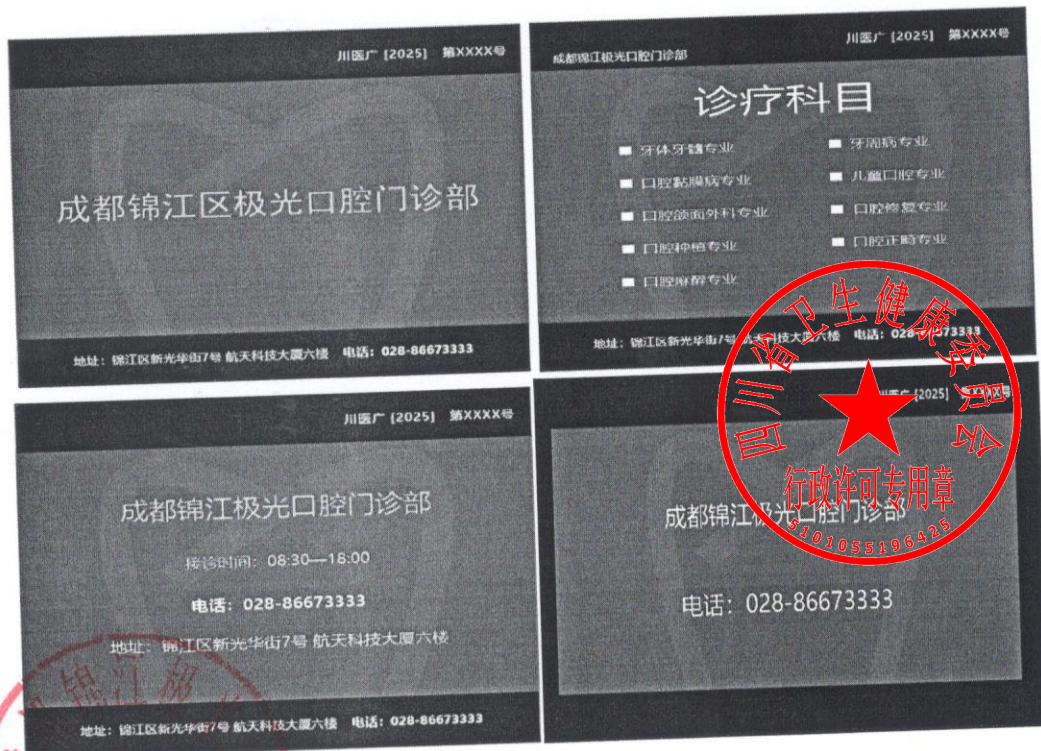 川医广 [2025] 第XXXX号
成都锦江区极光口腔门诊部
地址：锦江区新光华街7号 航天科技大厦六楼 电话：028-86673333
川医广 [2025] 第XXXX号
成都锦江极光口腔门诊部
诊疗科目
牙体牙髓专业
牙周病专业
口腔黏膜病专业
儿童口腔专业
口腔颌面外科专业
口腔修复专业
口腔种植专业
口腔正畸专业
口腔麻醉专业
地址：锦江区新光华街7号 航天科技大厦六楼 电话：028-86673333
川医广 [2025] 第XXXX号
成都锦江极光口腔门诊部
接诊时间：08:30—18:00
电话：028-86673333
地址：锦江区新光华街7号 航天科技大厦六楼
地址：锦江区新光华街7号 航天科技大厦六楼 电话：028-86673333
川医广 [2025] 第XXXX号
成都锦江极光口腔门诊部
电话：028-86673333
四川省卫生健康委员会
行政许可专用章
5101055196425
锦江极